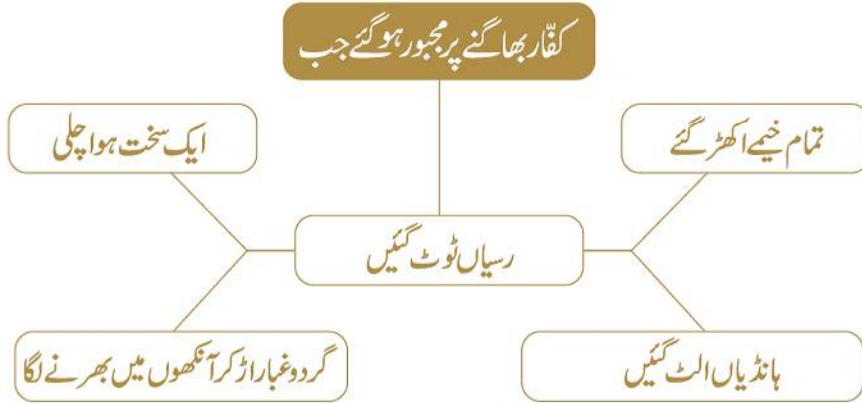 کفّار بھاگنے پر مجبور ہو گئے جب
تمام خیمے اکھڑ گئے
ایک سخت ہوا چلی
رسیاں ٹوٹ گئیں
ہانڈیاں الٹ گئیں
گرد و غبار اڑ کر آنکھوں میں بھرنے لگا